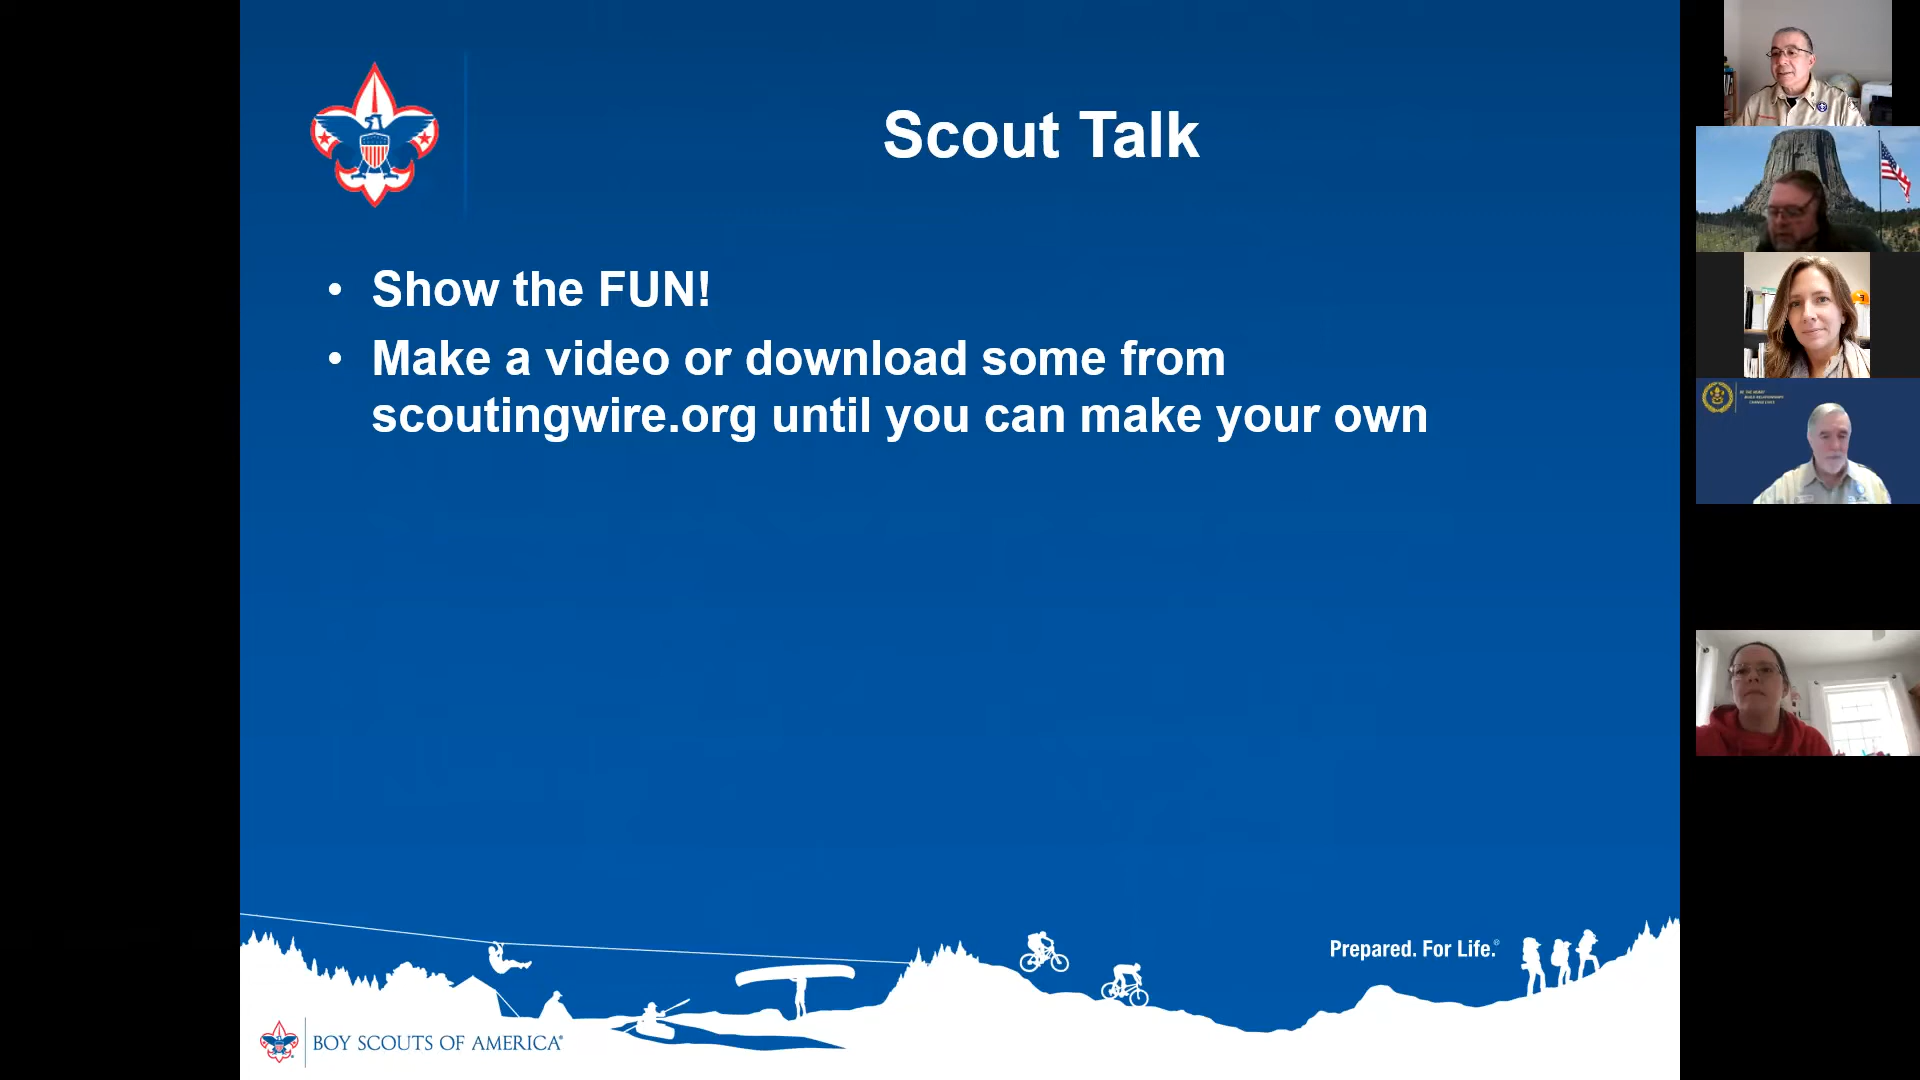 Scout Talk
• Show the FUN!
• Make a video or download some from
scoutingwire.org until you can make your own
Prepared. For Life.®
BOY SCOUTS OF AMERICA®